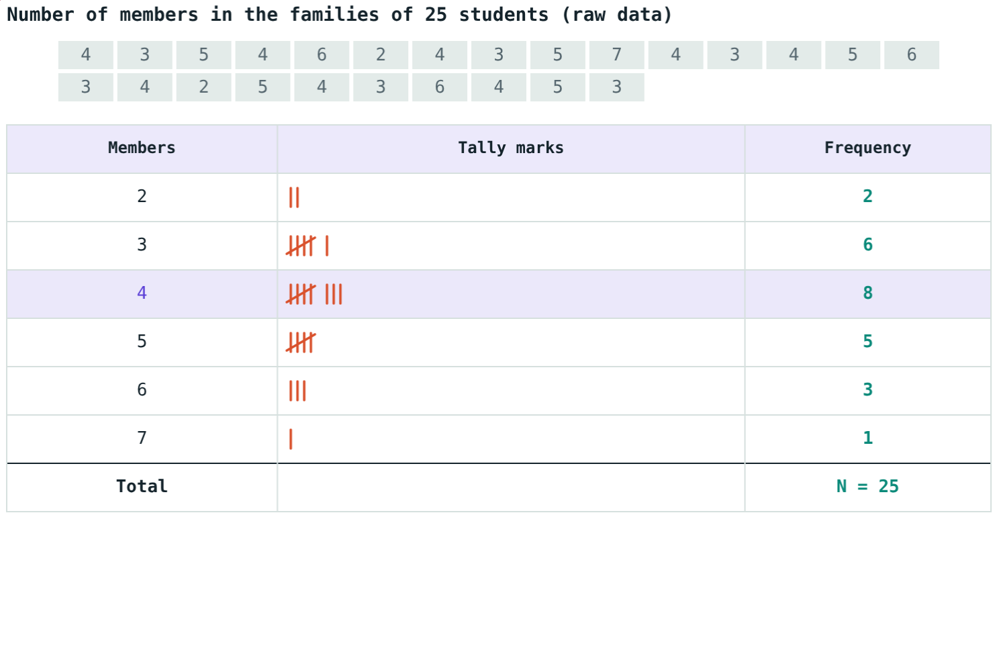 Number of members in the families of 25 students (raw data)
4 3 5 4 6 2 4 3 5 7 4 3 4 5 6
3 4 2 5 4 3 6 4 5 3
Members Tally marks Frequency
2 2
3 6
4 8
5 5
6 3
7 1
Total N = 25